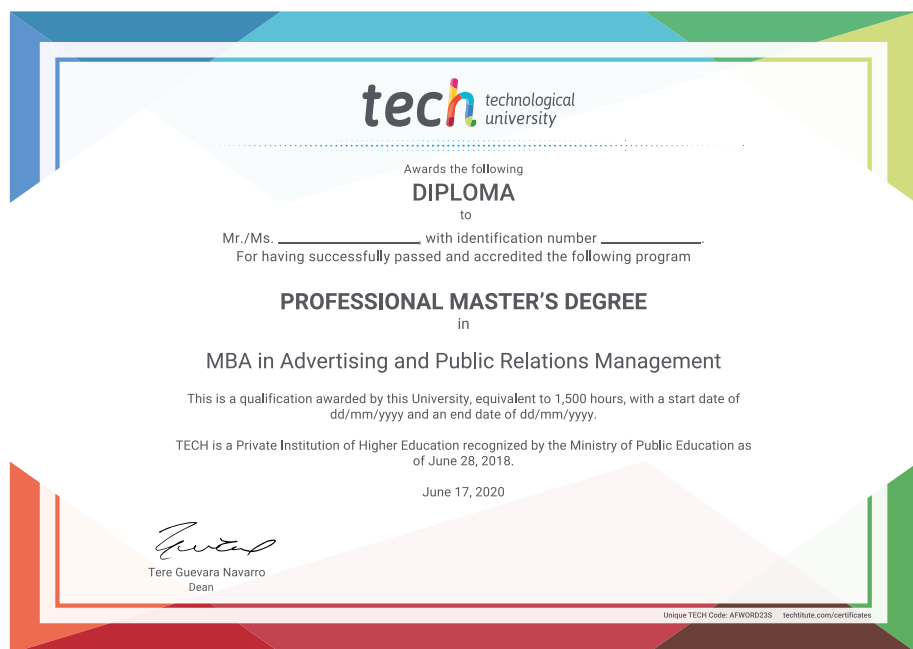 tech technological
university
Awards the following
DIPLOMA
to
Mr./Ms. ____________________, with identification number ______________.
For having successfully passed and accredited the following program
PROFESSIONAL MASTER'S DEGREE
in
MBA in Advertising and Public Relations Management
This is a qualification awarded by this University, equivalent to 1,500 hours, with a start date of
dd/mm/yyyy and an end date of dd/mm/yyyy.
TECH is a Private Institution of Higher Education recognized by the Ministry of Public Education as
of June 28, 2018.
June 17, 2020
Tere Guevara Navarro
Dean
Unique TECH Code: AFWORD23S techtitute.com/certificates